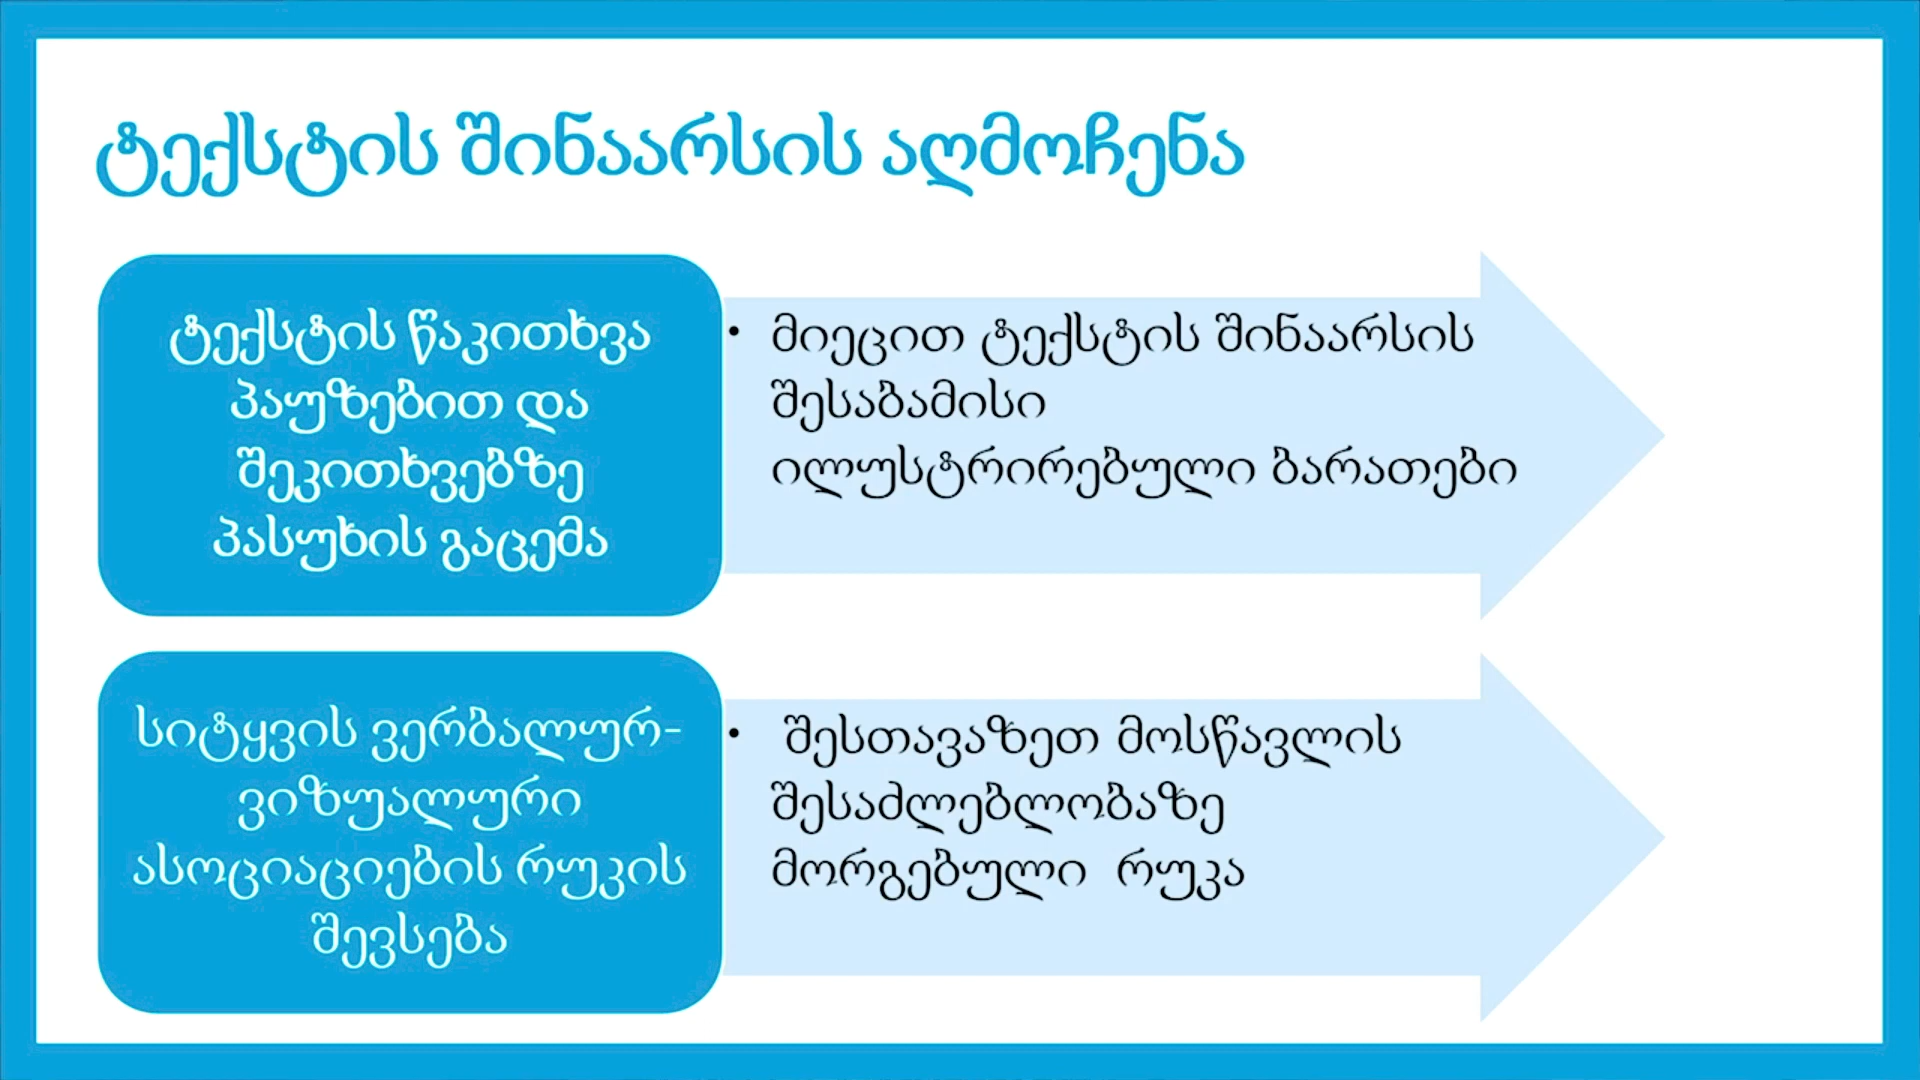 ტექსტის შინაარსის აღმოჩენა
ტექსტის წაკითხვა
პაუზებით და
შეკითხვებზე
პასუხის გაცემა
• მიეცით ტექსტის შინაარსის
შესაბამისი
ილუსტრირებული ბარათები
სიტყვის ვერბალურ-
ვიზუალური
ასოციაციების რუკის
შევსება
• შესთავაზეთ მოსწავლის
შესაძლებლობაზე
მორგებული რუკა